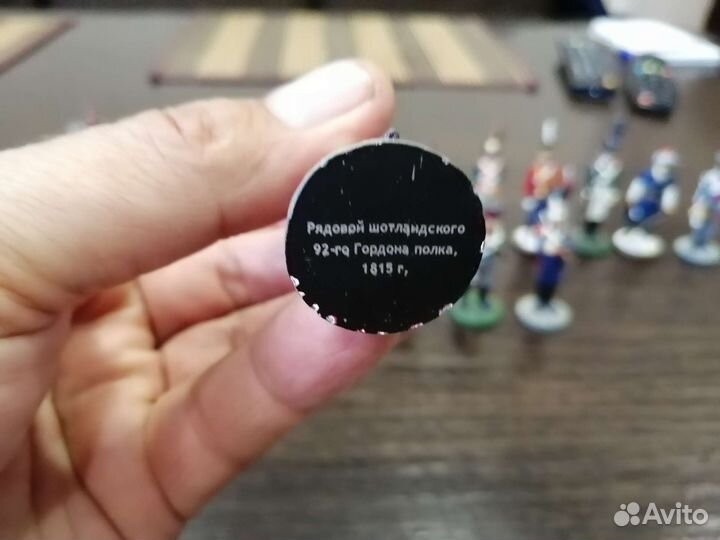 Рядовой шотландского
92-го Гордона полка,
1815 г,
Avito